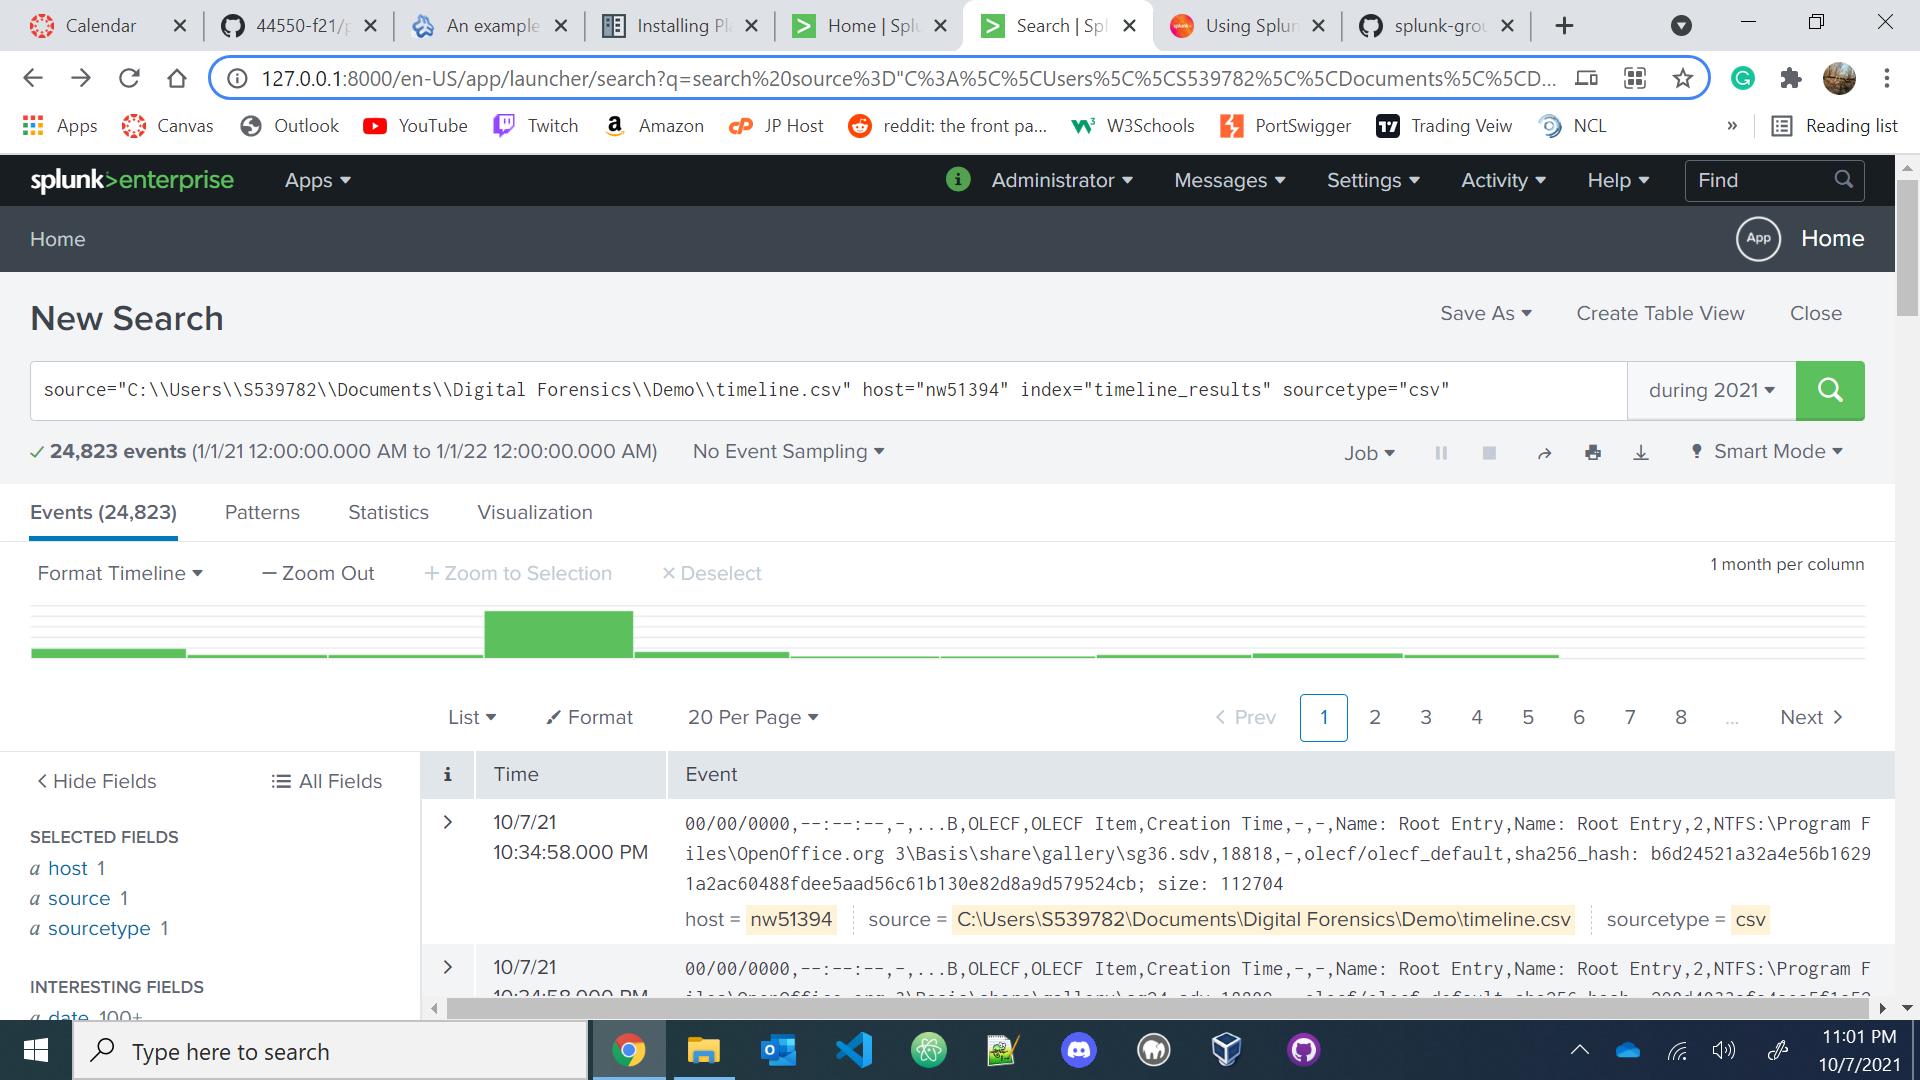 Calendar
44550-f21/p
An example
Installing Pla
Home | Splu
Search | Spl
Using Splun
splunk-grou
127.0.0.1:8000/en-US/app/launcher/search?q=search%20source%3D"C%3A%5C%5CUsers%5C%5CS539782%5C%5CDocuments%5C%5CD...
Apps
Canvas
Outlook
YouTube
Twitch
Amazon
JP Host
reddit: the front pa...
W3Schools
PortSwigger
Trading Veiw
NCL
»
Reading list
splunk>enterprise
Apps
Administrator
Messages
Settings
Activity
Help
Find
Home
App
Home
New Search
Save As
Create Table View
Close
source="C:\\Users\\S539782\\Documents\\Digital Forensics\\Demo\\timeline.csv" host="nw51394" index="timeline_results" sourcetype="csv"
during 2021
24,823 events (1/1/21 12:00:00.000 AM to 1/1/22 12:00:00.000 AM)
No Event Sampling
Job
Smart Mode
Events (24,823)
Patterns
Statistics
Visualization
Format Timeline
— Zoom Out
+ Zoom to Selection
× Deselect
1 month per column
List
Format
20 Per Page
< Prev
1
2
3
4
5
6
7
8
...
Next >
< Hide Fields
All Fields
i
Time
Event
SELECTED FIELDS
a host 1
a source 1
a sourcetype 1
INTERESTING FIELDS
a date 100+
10/7/21
10:34:58.000 PM
00/00/0000,--:--:--,-,...B,OLECF,OLECF Item,Creation Time,-,-,Name: Root Entry,Name: Root Entry,2,NTFS:\Program F
iles\OpenOffice.org 3\Basis\share\gallery\sg36.sdv,18818,-,olecf/olecf_default,sha256_hash: b6d24521a32a4e56b1629
1a2ac60488fdee5aad56c61b130e82d8a9d579524cb; size: 112704
host = nw51394
source = C:\Users\S539782\Documents\Digital Forensics\Demo\timeline.csv
sourcetype = csv
10/7/21
10:34:58.000 PM
00/00/0000,--:--:--,-,...B,OLECF,OLECF Item,Creation Time,-,-,Name: Root Entry,Name: Root Entry,2,NTFS:\Program F
Type here to search
11:01 PM
10/7/2021